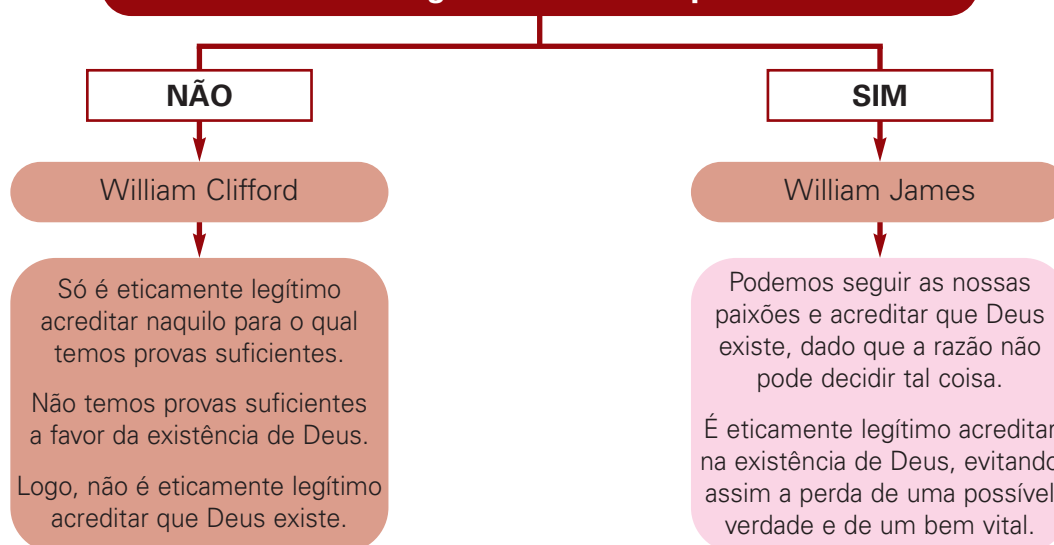 NÃO
SIM
William Clifford
William James
Só é eticamente legítimo
acreditar naquilo para o qual
temos provas suficientes.
Não temos provas suficientes
a favor da existência de Deus.
Logo, não é eticamente legítimo
acreditar que Deus existe.
Podemos seguir as nossas
paixões e acreditar que Deus
existe, dado que a razão não
pode decidir tal coisa.
É eticamente legítimo acreditar
na existência de Deus, evitando
assim a perda de uma possível
verdade e de um bem vital.